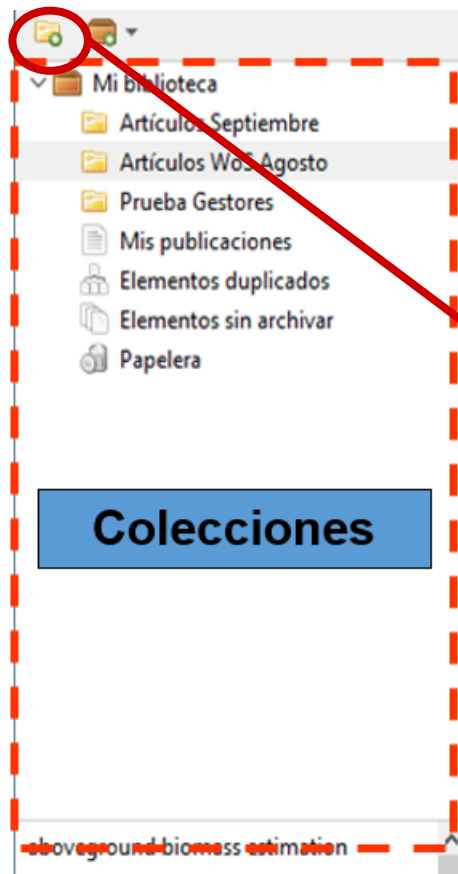 Mi biblioteca
Artículos Septiembre
Artículos WoS Agosto
Prueba Gestores
Mis publicaciones
Elementos duplicados
Elementos sin archivar
Papelera
Colecciones
aboveground biomass estimation